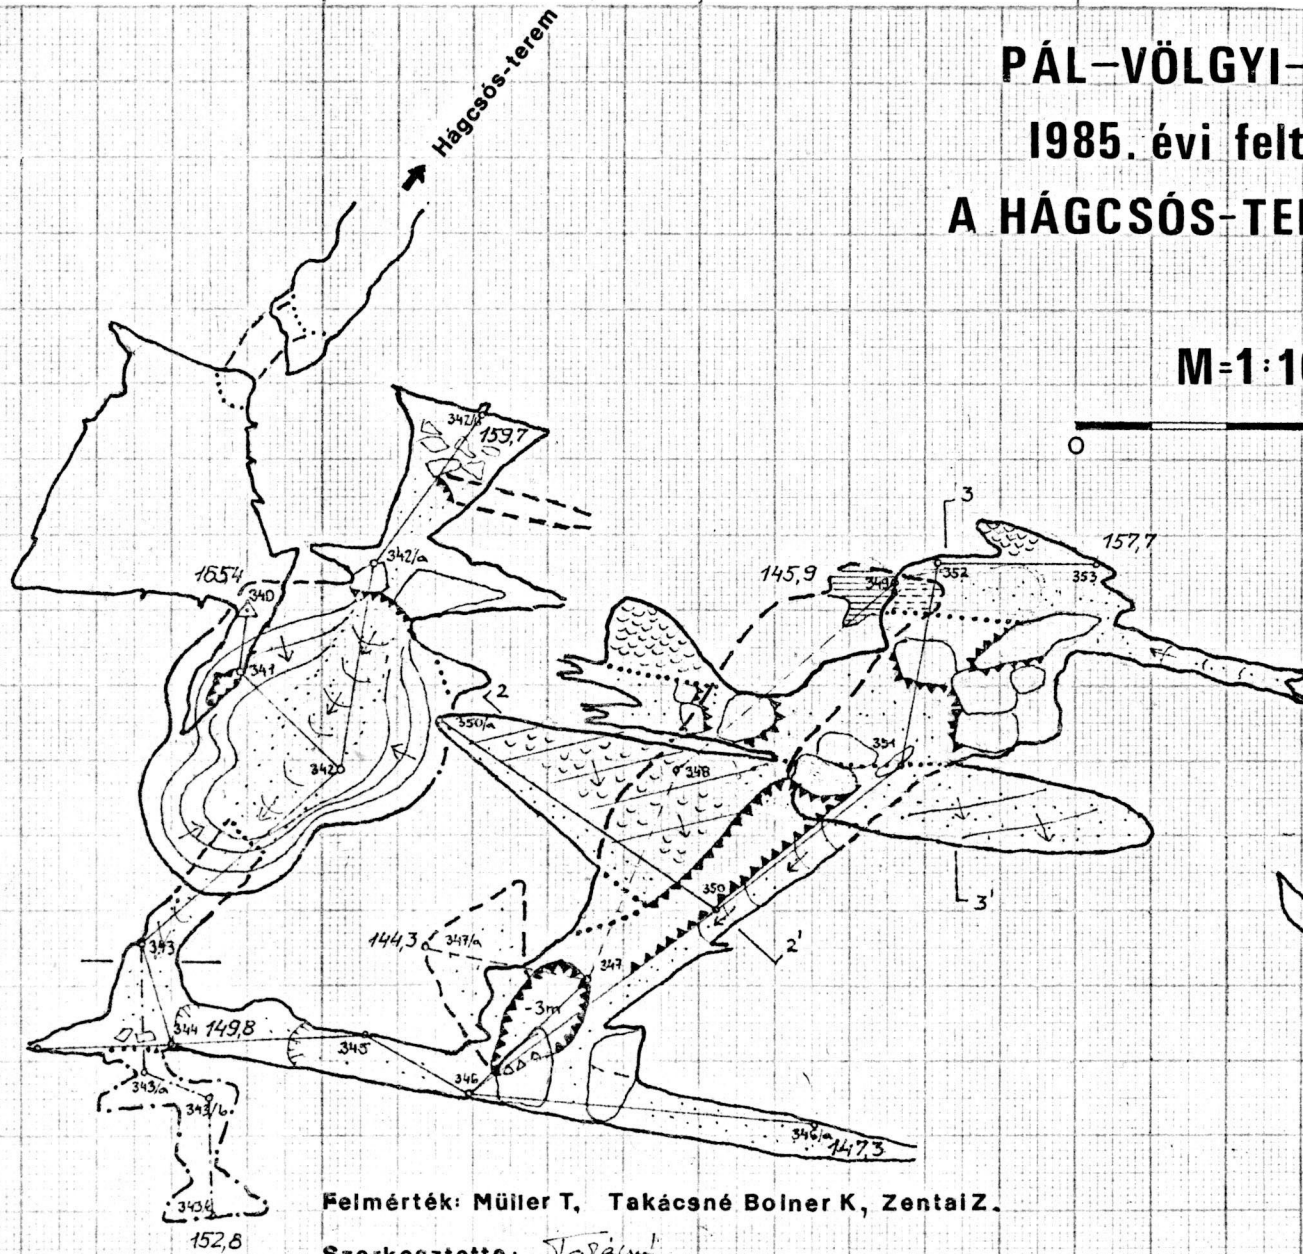 Hágcsós-terem
PÁL-VÖLGYI-
1985. évi felt
A HÁGCSÓS-TE
M=1:1
0
342/b
159,7
342/a
165,4
340
341
342
343
344
149,8
345
346
346/a
147,3
343/a
343/b
152,8
144,3
347/a
347
-3m
348
350/a
350
351
145,9
349
352
353
157,7
2
2'
3
3'
Felmérték: Müller T, Takácsné Bolner K, Zentai Z.
Szerkesztette: